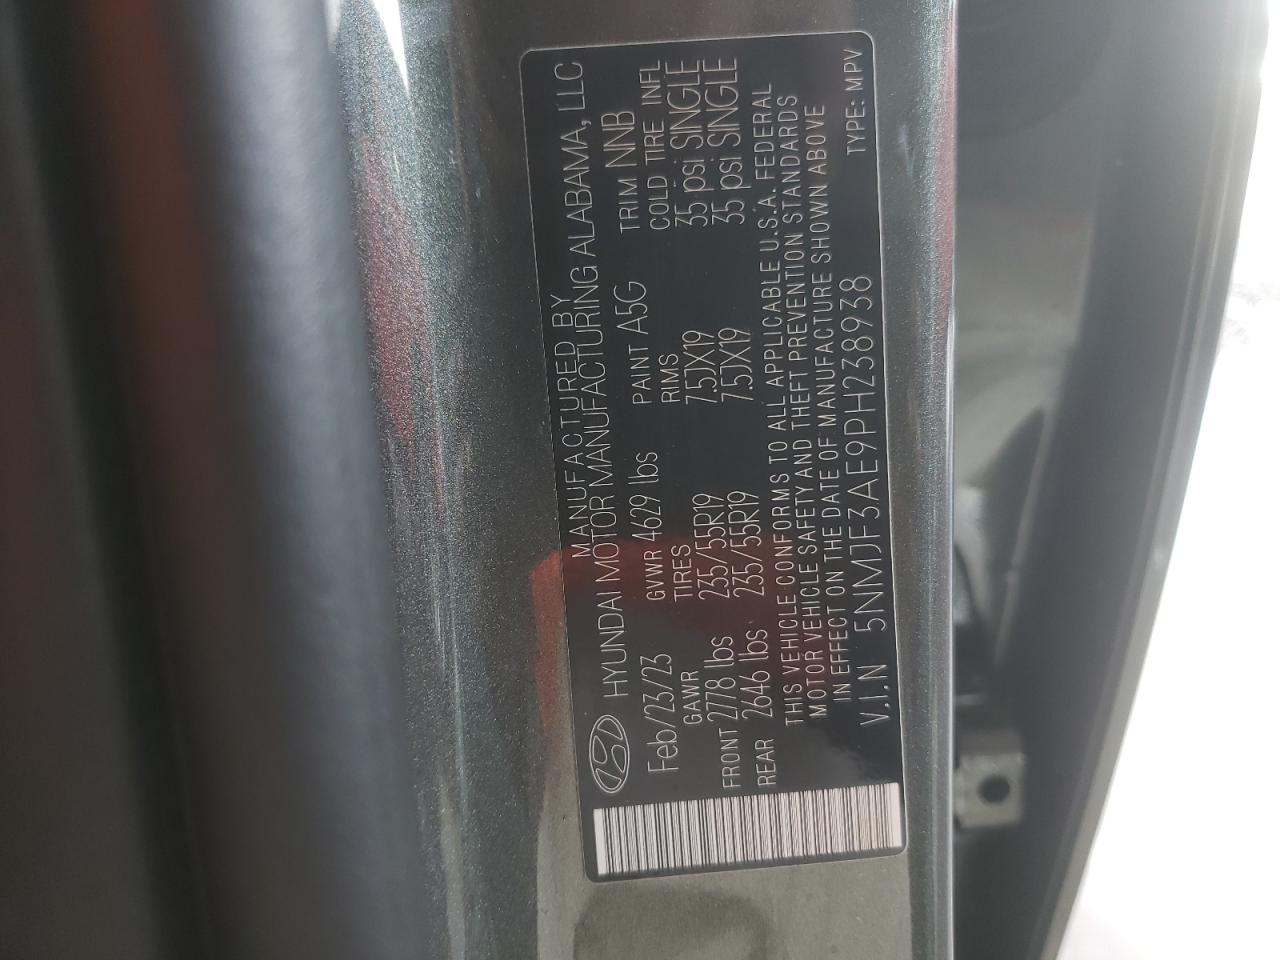 MANUFACTURED BY
HYUNDAI MOTOR MANUFACTURING ALABAMA, LLC
Feb/23/23 GVWR 4629 lbs PAINT A5G TRIM NNB
GAWR TIRES RIMS COLD TIRE INFL
FRONT 2778 lbs 235/55R19 7.5JX19 35 psi SINGLE
REAR 2646 lbs 235/55R19 7.5JX19 35 psi SINGLE
THIS VEHICLE CONFORMS TO ALL APPLICABLE U.S.A. FEDERAL
MOTOR VEHICLE SAFETY AND THEFT PREVENTION STANDARDS
IN EFFECT ON THE DATE OF MANUFACTURE SHOWN ABOVE
V.I.N 5NMJF3AE9PH238938 TYPE: MPV